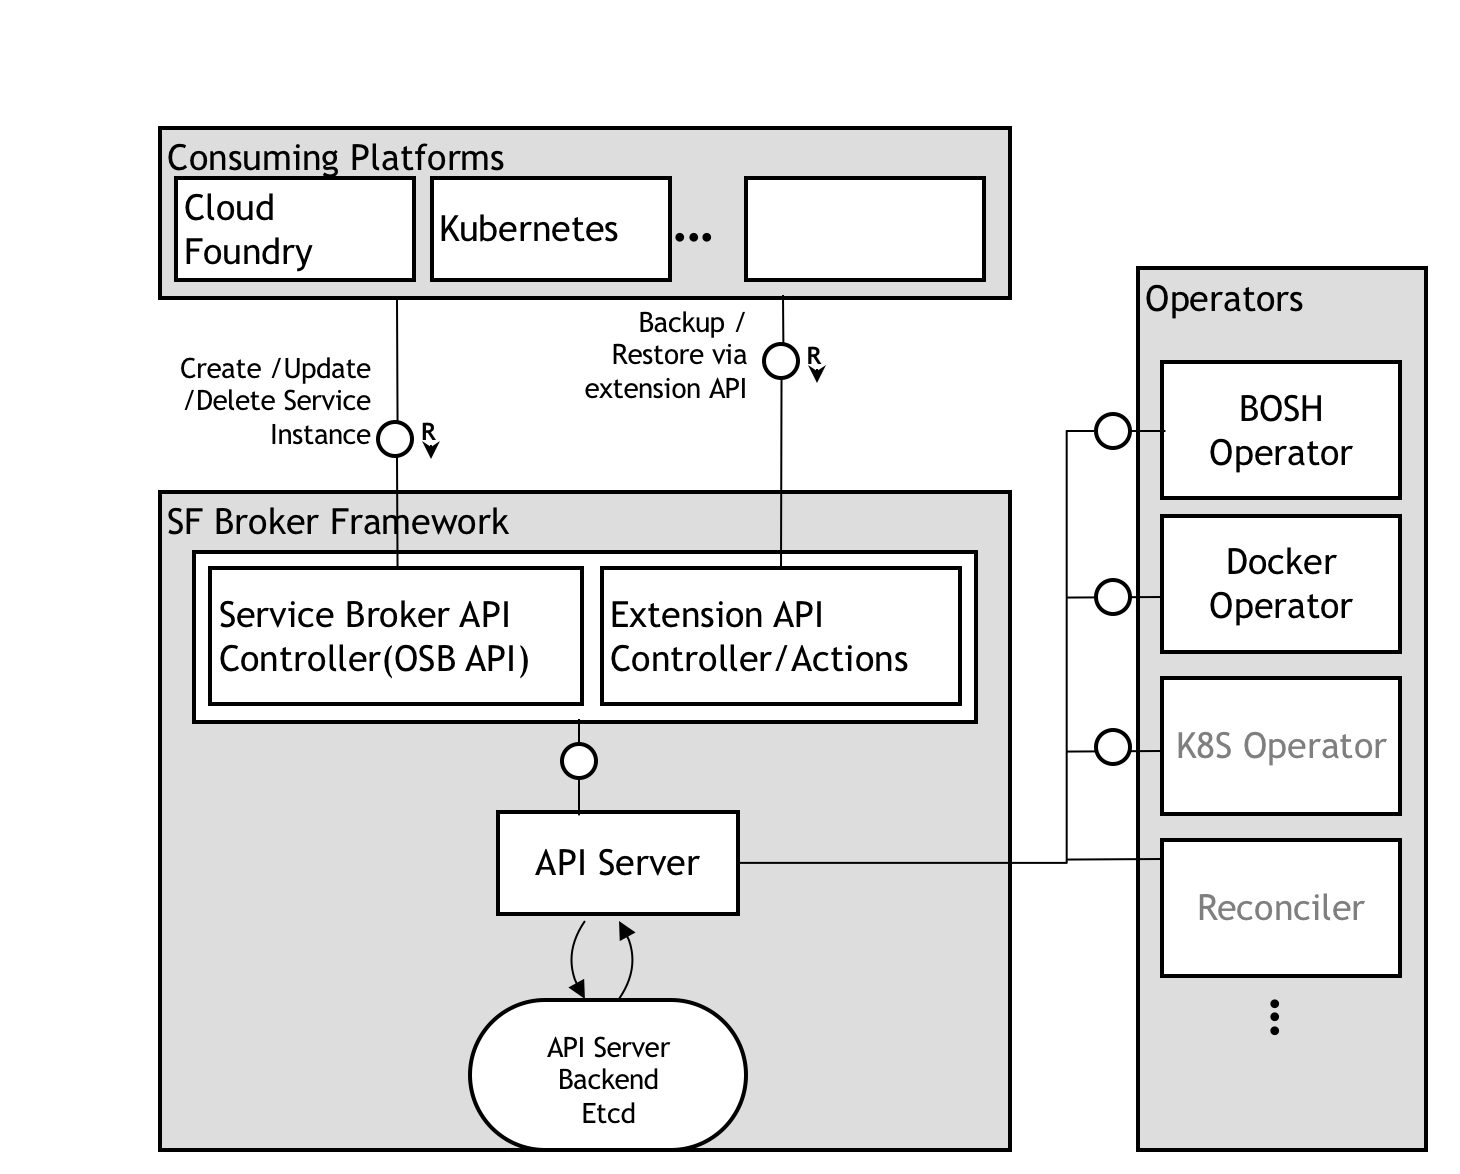 Consuming Platforms
Cloud
Foundry
Kubernetes
...
Create /Update
/Delete Service
Instance
R
Backup /
Restore via
extension API
R
SF Broker Framework
Service Broker API
Controller(OSB API)
Extension API
Controller/Actions
API Server
API Server
Backend
Etcd
Operators
BOSH
Operator
Docker
Operator
K8S Operator
Reconciler